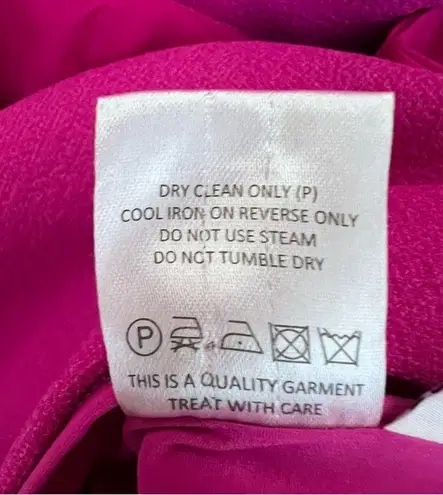 DRY CLEAN ONLY (P)
COOL IRON ON REVERSE ONLY
DO NOT USE STEAM
DO NOT TUMBLE DRY
P
THIS IS A QUALITY GARMENT
TREAT WITH CARE